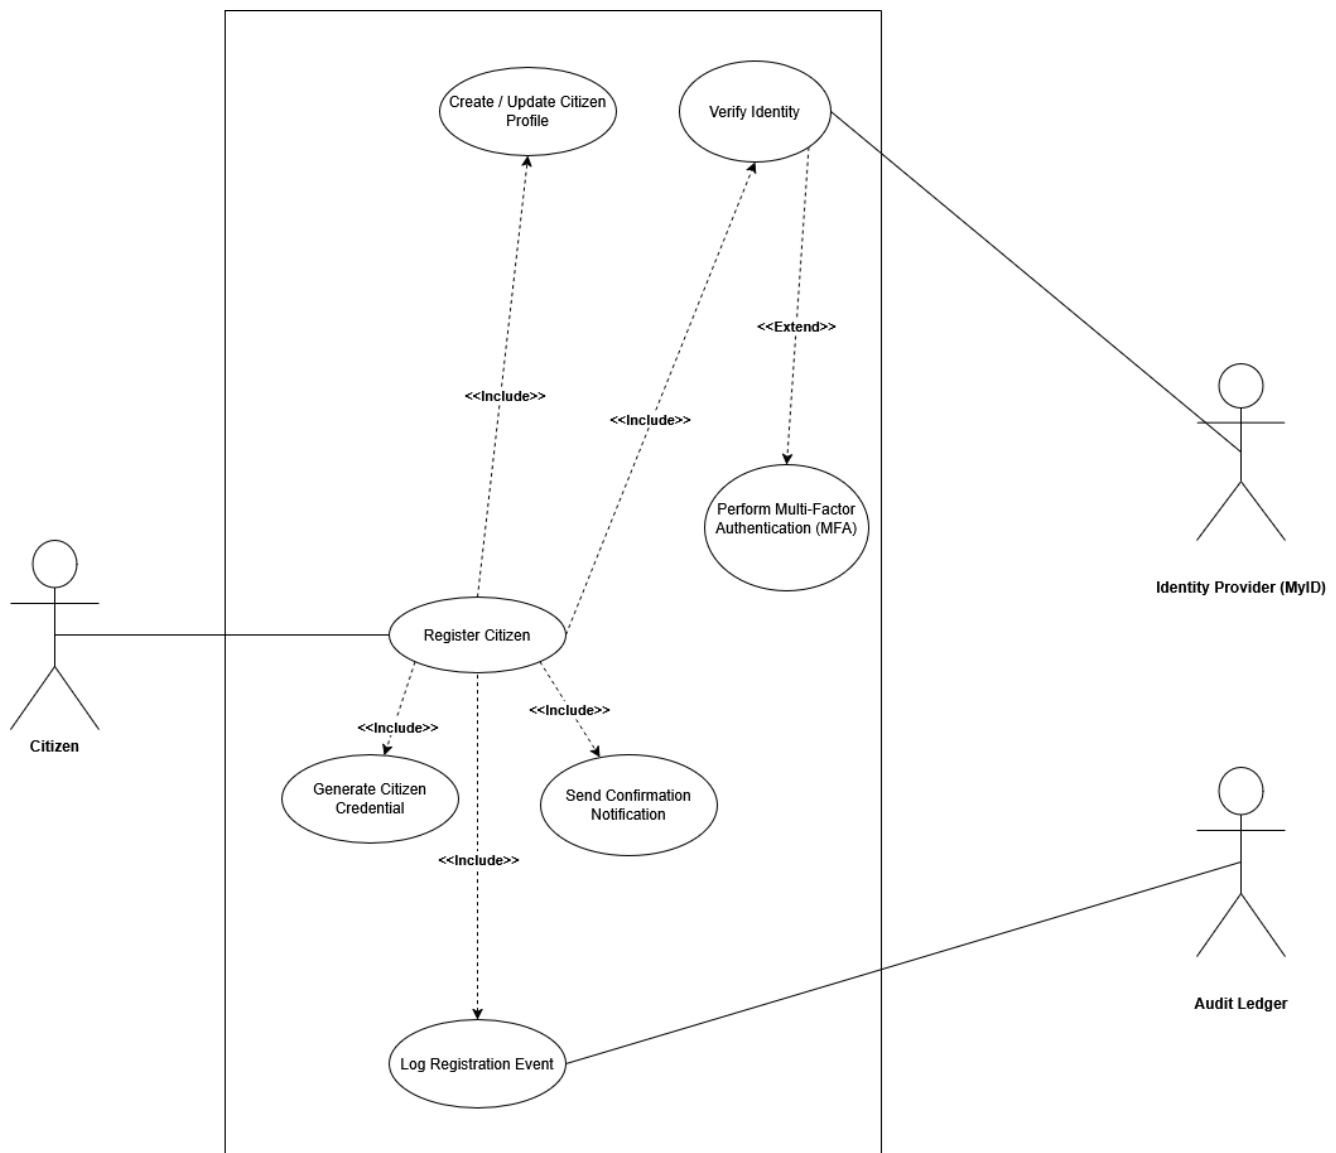 Create / Update Citizen
Profile
Verify Identity
<<Extend>>
<<Include>>
<<Include>>
Perform Multi-Factor
Authentication (MFA)
Identity Provider (MyID)
Register Citizen
<<Include>>
<<Include>>
Citizen
Generate Citizen
Credential
Send Confirmation
Notification
<<Include>>
Audit Ledger
Log Registration Event